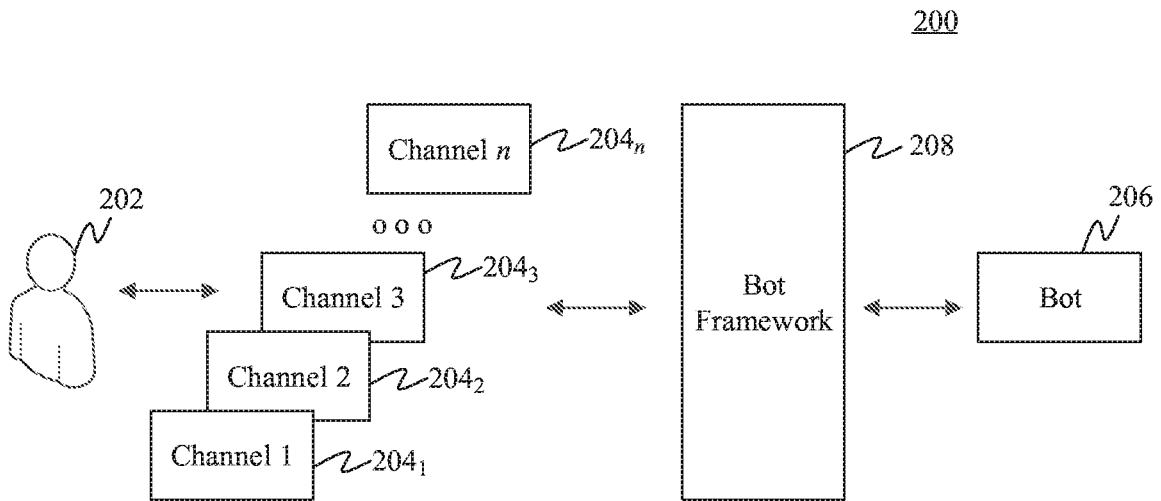 200
Channel n
204n
208
202
206
o o o
Channel 3
204₃
Bot
Framework
Bot
Channel 2
204₂
Channel 1
204₁